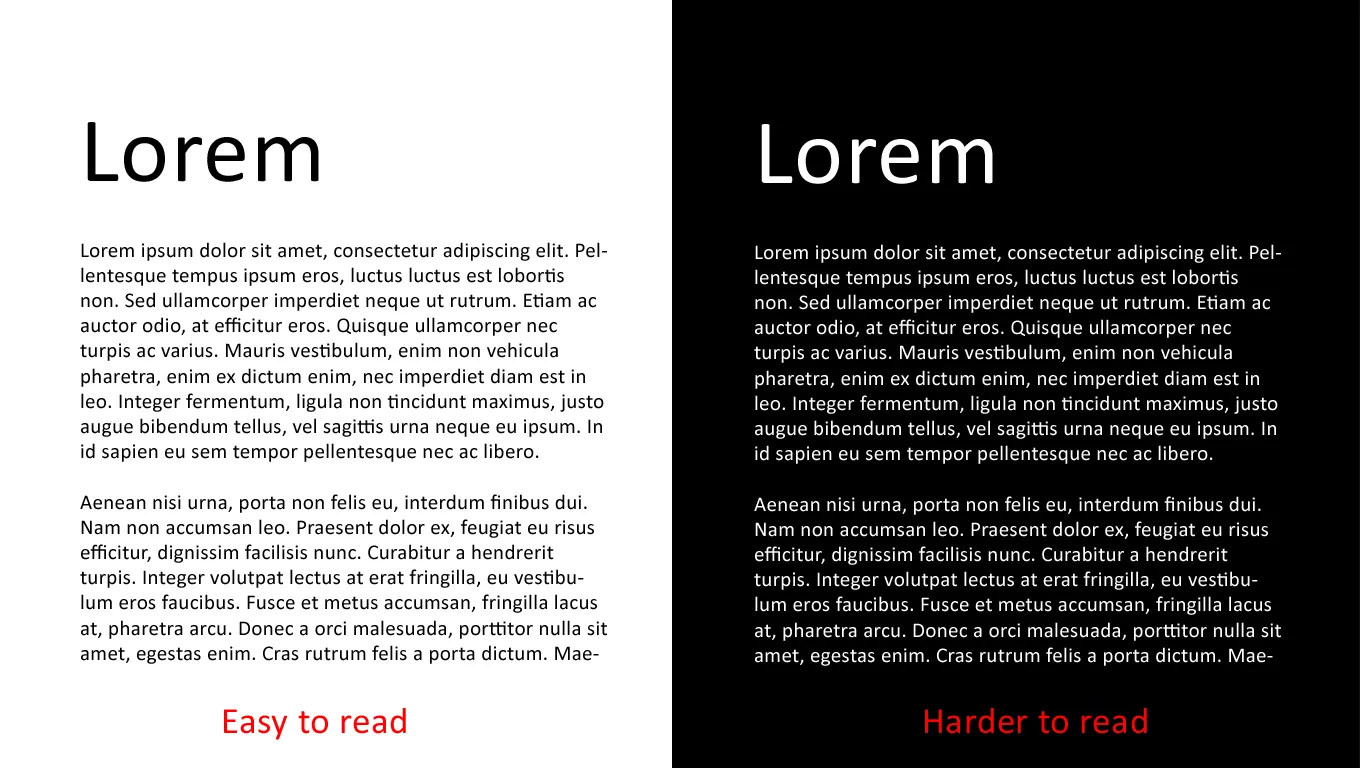 Lorem
Lorem ipsum dolor sit amet, consectetur adipiscing elit. Pel-
lentesque tempus ipsum eros, luctus luctus est lobortis
non. Sed ullamcorper imperdiet neque ut rutrum. Etiam ac
auctor odio, at efficitur eros. Quisque ullamcorper nec
turpis ac varius. Mauris vestibulum, enim non vehicula
pharetra, enim ex dictum enim, nec imperdiet diam est in
leo. Integer fermentum, ligula non tincidunt maximus, justo
augue bibendum tellus, vel sagittis urna neque eu ipsum. In
id sapien eu sem tempor pellentesque nec ac libero.
Aenean nisi urna, porta non felis eu, interdum finibus dui.
Nam non accumsan leo. Praesent dolor ex, feugiat eu risus
efficitur, dignissim facilisis nunc. Curabitur a hendrerit
turpis. Integer volutpat lectus at erat fringilla, eu vestibu-
lum eros faucibus. Fusce et metus accumsan, fringilla lacus
at, pharetra arcu. Donec a orci malesuada, porttitor nulla sit
amet, egestas enim. Cras rutrum felis a porta dictum. Mae-
Easy to read
Lorem
Lorem ipsum dolor sit amet, consectetur adipiscing elit. Pel-
lentesque tempus ipsum eros, luctus luctus est lobortis
non. Sed ullamcorper imperdiet neque ut rutrum. Etiam ac
auctor odio, at efficitur eros. Quisque ullamcorper nec
turpis ac varius. Mauris vestibulum, enim non vehicula
pharetra, enim ex dictum enim, nec imperdiet diam est in
leo. Integer fermentum, ligula non tincidunt maximus, justo
augue bibendum tellus, vel sagittis urna neque eu ipsum. In
id sapien eu sem tempor pellentesque nec ac libero.
Aenean nisi urna, porta non felis eu, interdum finibus dui.
Nam non accumsan leo. Praesent dolor ex, feugiat eu risus
efficitur, dignissim facilisis nunc. Curabitur a hendrerit
turpis. Integer volutpat lectus at erat fringilla, eu vestibu-
lum eros faucibus. Fusce et metus accumsan, fringilla lacus
at, pharetra arcu. Donec a orci malesuada, porttitor nulla sit
amet, egestas enim. Cras rutrum felis a porta dictum. Mae-
Harder to read